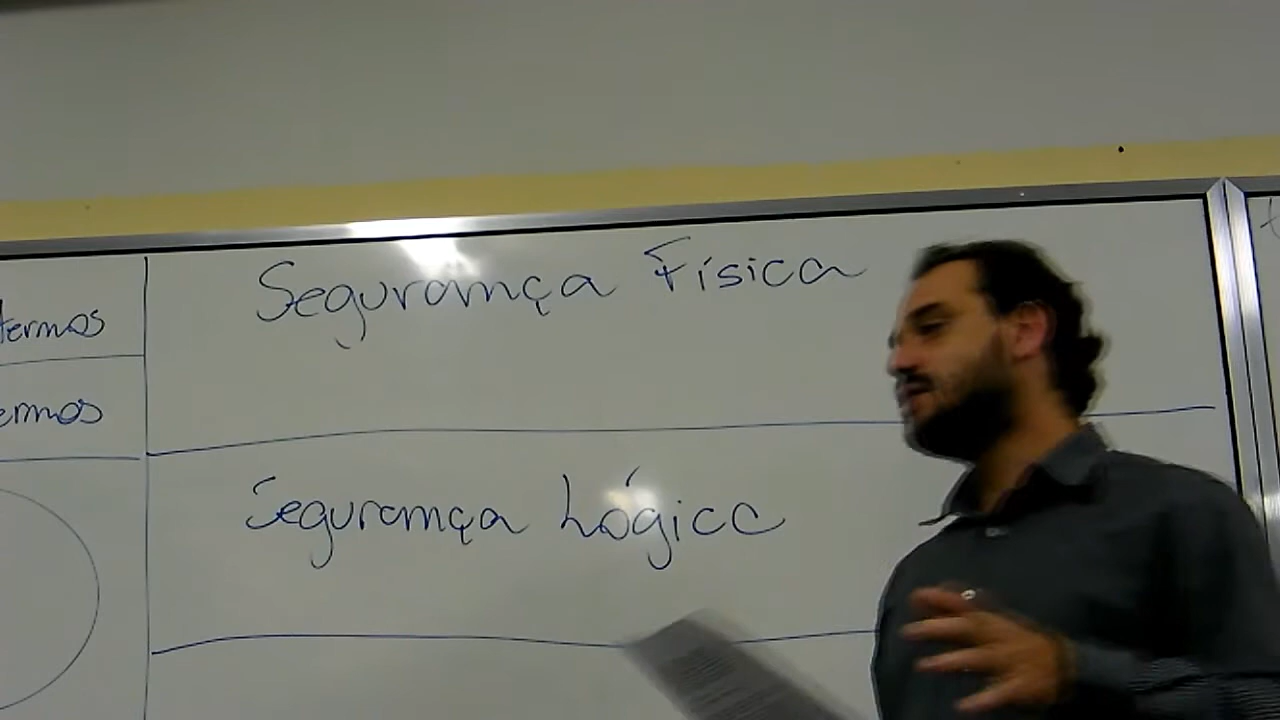 Segurança Física
ternos
ernos
Segurança Lógica